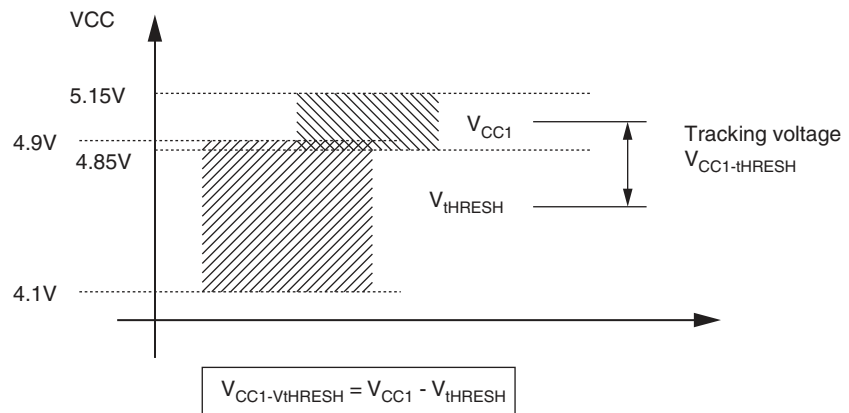 VCC
5.15V
4.9V
4.85V
4.1V
VCC1
VtHRESH
Tracking voltage
VCC1-tHRESH
VCC1-VtHRESH = VCC1 - VtHRESH